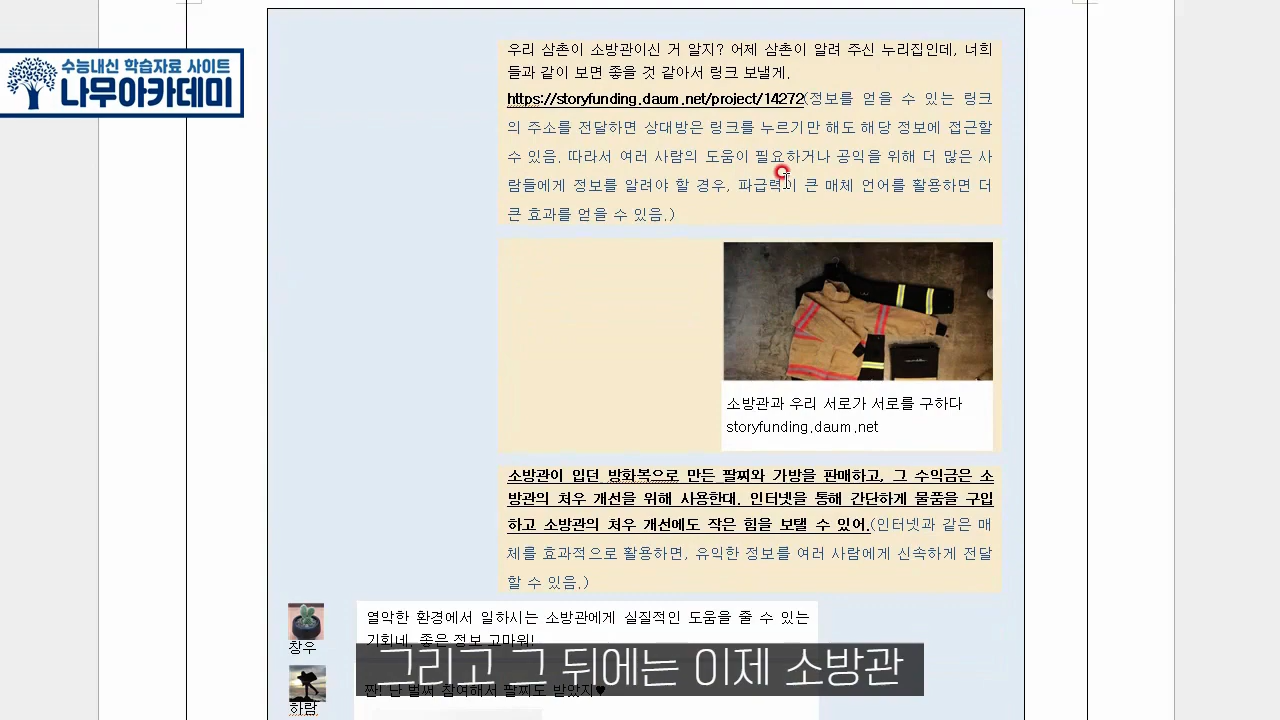 수능내신 학습자료 사이트
나무아카데미
우리 삼촌이 소방관이신 거 알지? 어제 삼촌이 알려 주신 누리집인데, 너희
들과 같이 보면 좋을 것 같아서 링크 보낼게.
https://storyfunding.daum.net/project/14272(정보를 얻을 수 있는 링크
의 주소를 전달하면 상대방은 링크를 누르기만 해도 해당 정보에 접근할
수 있음. 따라서 여러 사람의 도움이 필요하거나 공익을 위해 더 많은 사
람들에게 정보를 알려야 할 경우, 파급력이 큰 매체 언어를 활용하면 더
큰 효과를 얻을 수 있음.)
소방관과 우리 서로가 서로를 구하다
storyfunding.daum.net
소방관이 입던 방화복으로 만든 팔찌와 가방을 판매하고, 그 수익금은 소
방관의 처우 개선을 위해 사용한대. 인터넷을 통해 간단하게 물품을 구입
하고 소방관의 처우 개선에도 작은 힘을 보탤 수 있어.(인터넷과 같은 매
체를 효과적으로 활용하면, 유익한 정보를 여러 사람에게 신속하게 전달
할 수 있음.)
열악한 환경에서 일하시는 소방관에게 실질적인 도움을 줄 수 있는
기회네. 좋은 정보 고마워!
창우
짠! 난 벌써 참여해서 팔찌도 받았지♥
하람
그리고 그 뒤에는 이제 소방관